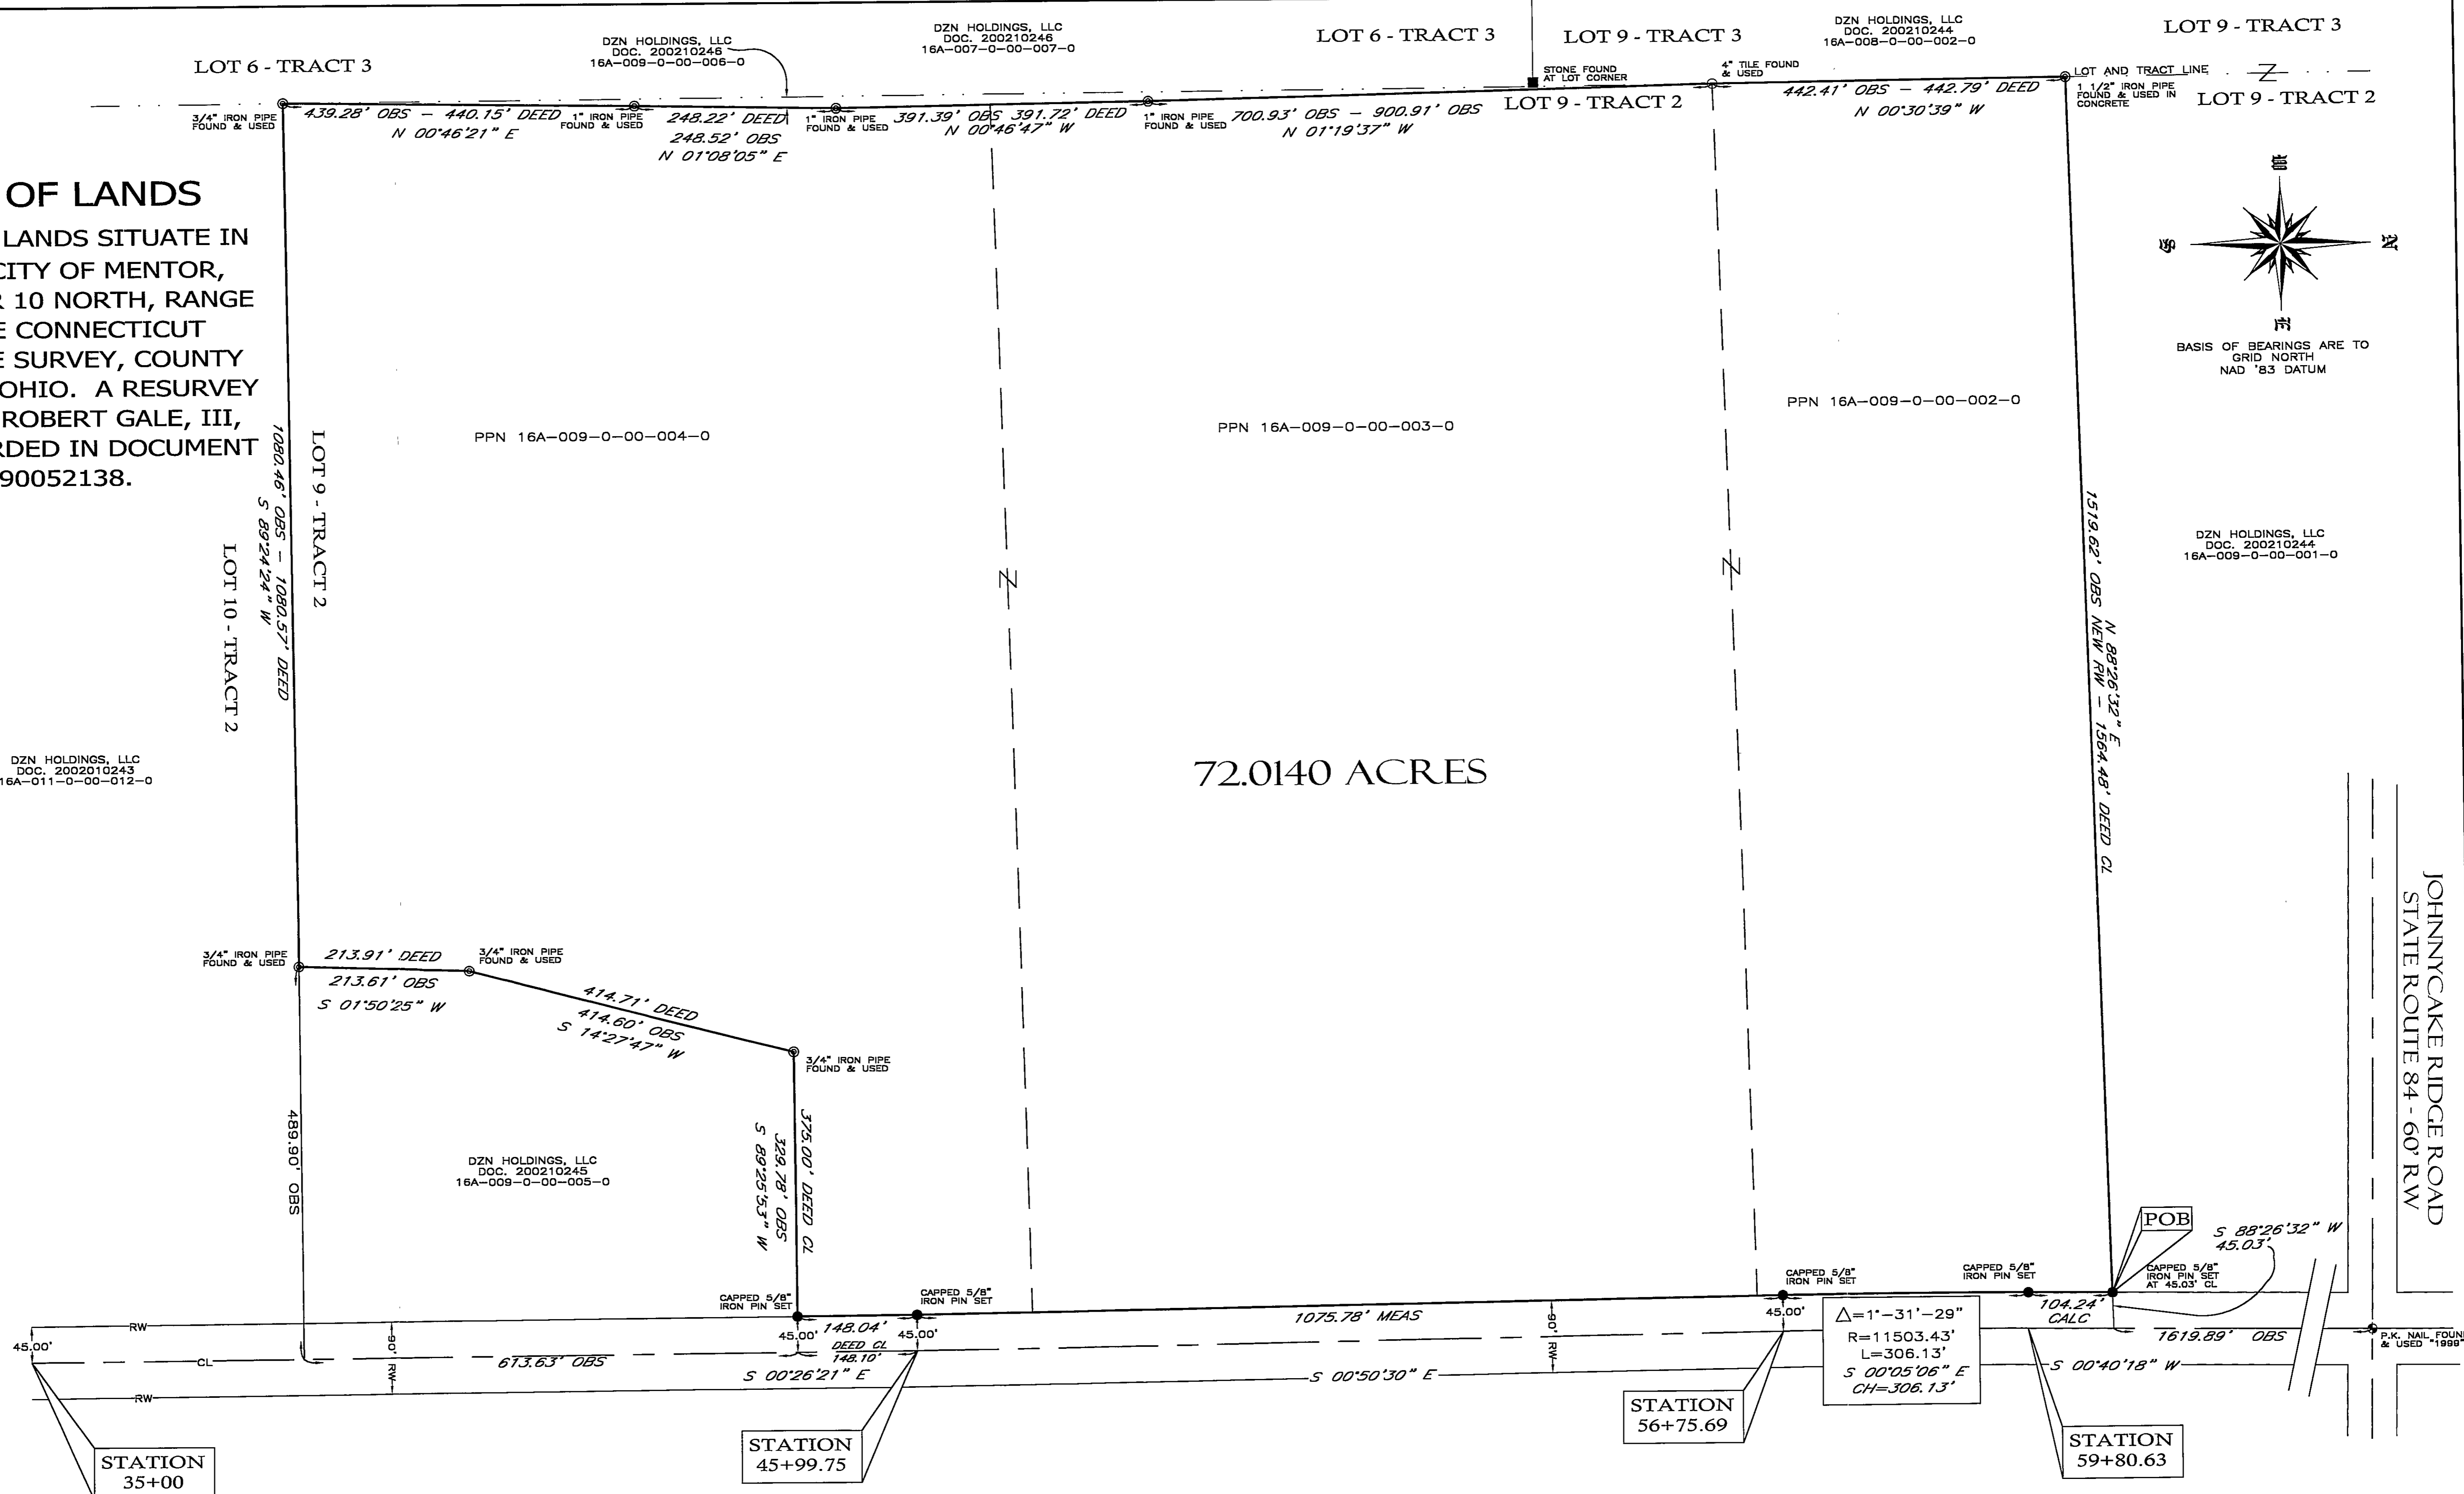 DZN HOLDINGS, LLC
DOC. 200210246
16A-009-0-00-006-0
DZN HOLDINGS, LLC
DOC. 200210246
16A-007-0-00-007-0
LOT 6 - TRACT 3
LOT 6 - TRACT 3
LOT 9 - TRACT 3
DZN HOLDINGS, LLC
DOC. 200210244
16A-008-0-00-002-0
LOT 9 - TRACT 3
STONE FOUND
AT LOT CORNER
4" TILE FOUND
& USED
LOT AND TRACT LINE
Z
1 1/2" IRON PIPE
FOUND & USED IN
CONCRETE
LOT 9 - TRACT 2
LOT 9 - TRACT 2
3/4" IRON PIPE
FOUND & USED
439.28' OBS - 440.15' DEED
N 00°46'21" E
1" IRON PIPE
FOUND & USED
248.22' DEED
248.52' OBS
N 01°08'05" E
1" IRON PIPE
FOUND & USED
391.39' OBS 391.72' DEED
N 00°46'47" W
1" IRON PIPE
FOUND & USED
700.93' OBS - 900.91' OBS
N 01°19'37" W
442.41' OBS - 442.79' DEED
N 00°30'39" W
OF LANDS
LANDS SITUATE IN
CITY OF MENTOR,
R 10 NORTH, RANGE
E CONNECTICUT
E SURVEY, COUNTY
OHIO. A RESURVEY
ROBERT GALE, III,
RDED IN DOCUMENT
90052138.
W
S
N
E
BASIS OF BEARINGS ARE TO
GRID NORTH
NAD '83 DATUM
1080.46' OBS - 1080.57' DEED
S 89°24'24" W
LOT 9 - TRACT 2
LOT 10 - TRACT 2
PPN 16A-009-0-00-004-0
PPN 16A-009-0-00-003-0
PPN 16A-009-0-00-002-0
Z
Z
N 88°26'32" E
1519.62' OBS NEW RW - 1564.48' DEED CL
DZN HOLDINGS, LLC
DOC. 200210244
16A-009-0-00-001-0
DZN HOLDINGS, LLC
DOC. 2002010243
16A-011-0-00-012-0
72.0140 ACRES
JOHNNYCAKE RIDGE ROAD
STATE ROUTE 84 - 60' RW
3/4" IRON PIPE
FOUND & USED
213.91' DEED
213.61' OBS
S 01°50'25" W
3/4" IRON PIPE
FOUND & USED
414.71' DEED
414.60' OBS
S 14°27'47" W
3/4" IRON PIPE
FOUND & USED
375.00' DEED CL
329.78' OBS
S 89°25'53" W
489.90' OBS
DZN HOLDINGS, LLC
DOC. 200210245
16A-009-0-00-005-0
POB
S 88°26'32" W
45.03'
CAPPED 5/8"
IRON PIN SET
CAPPED 5/8"
IRON PIN SET
CAPPED 5/8"
IRON PIN SET
CAPPED 5/8"
IRON PIN SET
CAPPED 5/8"
IRON PIN SET
AT 45.03' CL
RW
45.00'
CL
RW
90' RW
613.63' OBS
45.00'
148.04'
DEED CL
148.10'
45.00'
S 00°26'21" E
1075.78' MEAS
90' RW
S 00°50'30" E
45.00'
△=1°-31'-29"
R=11503.43'
L=306.13'
S 00°05'06" E
CH=306.13'
104.24'
CALC
1619.89' OBS
S 00°40'18" W
P.K. NAIL FOUN
& USED "1999"
STATION
35+00
STATION
45+99.75
STATION
56+75.69
STATION
59+80.63